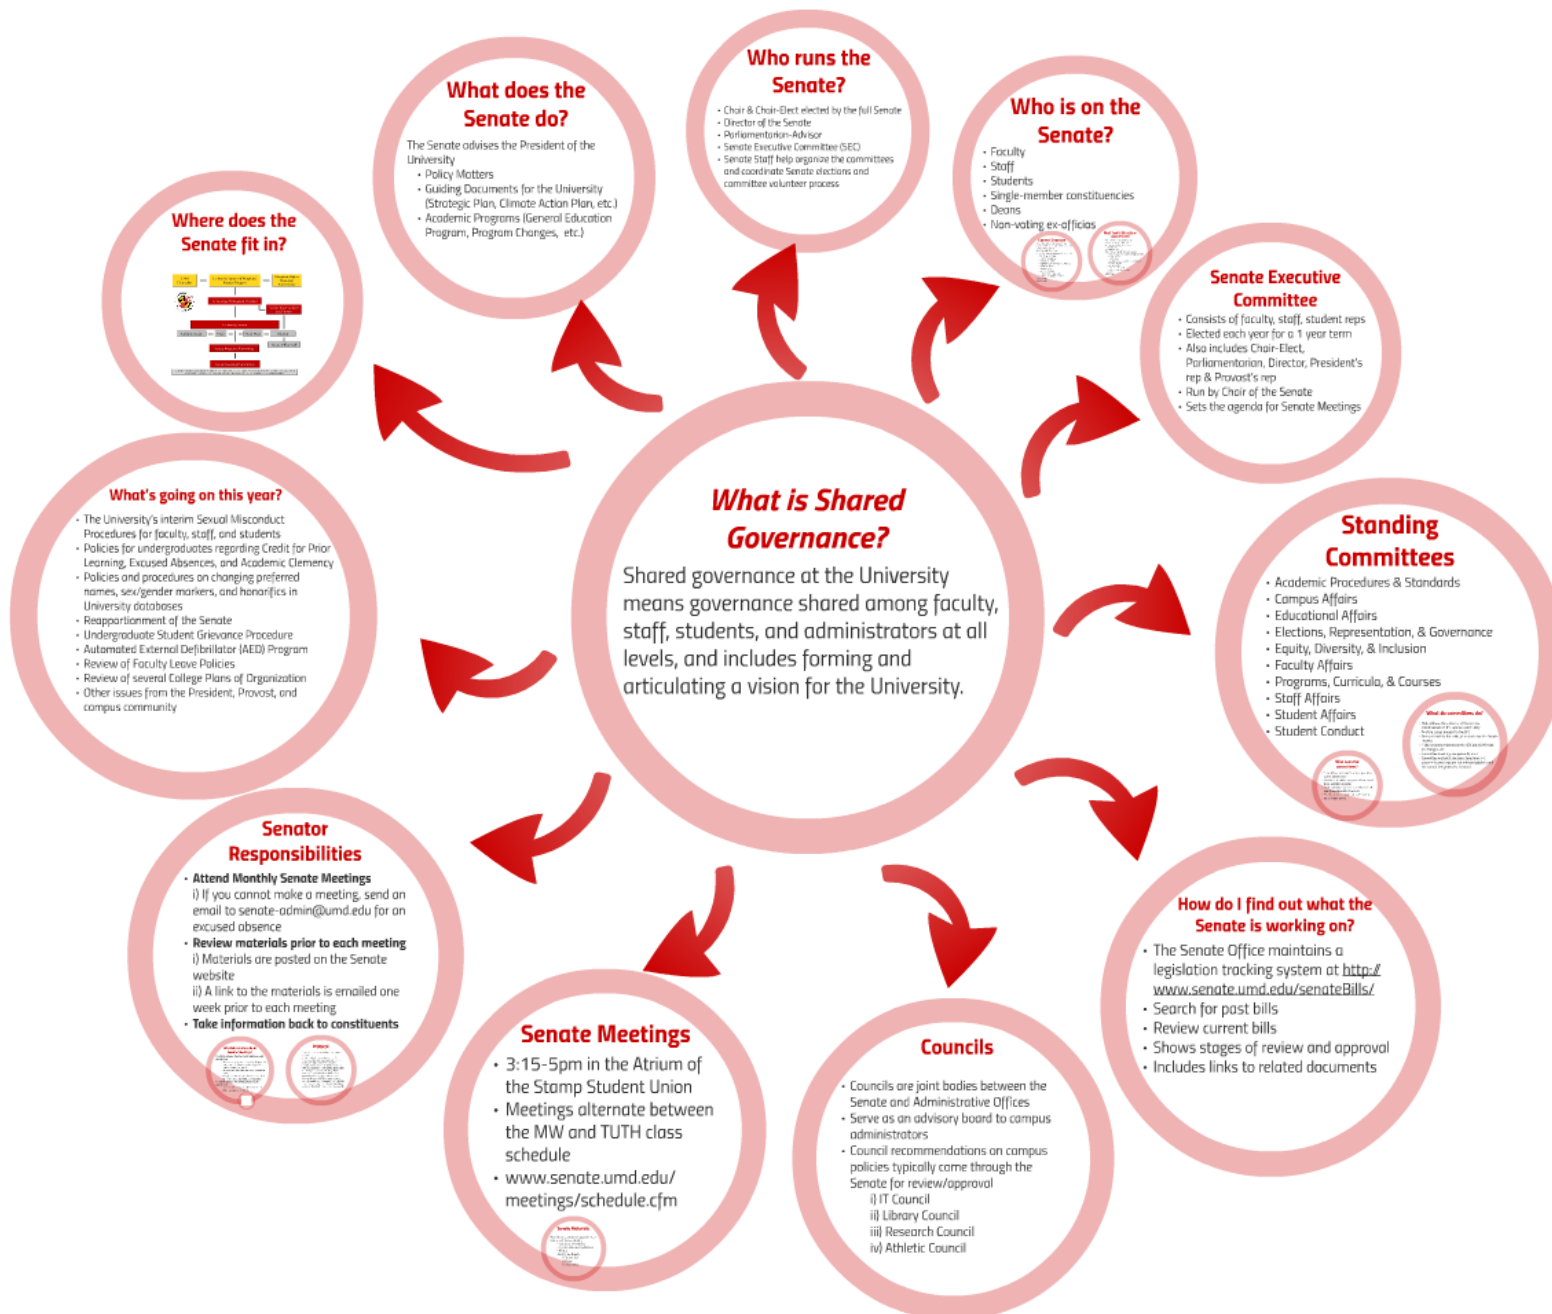 What is Shared
Governance?
Shared governance at the University
means governance shared among faculty,
staff, students, and administrators at all
levels, and includes forming and
articulating a vision for the University.
Where does the
Senate fit in?
What does the
Senate do?
The Senate advises the President of the
University
• Policy Matters
• Guiding Documents for the University
(Strategic Plan, Climate Action Plan, etc.)
• Academic Programs (General Education
Program, Program Changes, etc.)
Who runs the
Senate?
• Chair & Chair-Elect elected by the full Senate
• Director of the Senate
• Parliamentarian-Advisor
• Senate Executive Committee (SEC)
• Senate Staff help organize the committees
and coordinate Senate elections and
committee volunteer process
Who is on the
Senate?
• Faculty
• Staff
• Students
• Single-member constituencies
• Deans
• Non-voting ex-officios
Senate Executive
Committee
• Consists of faculty, staff, student reps
• Elected each year for a 1 year term
• Also includes Chair-Elect,
Parliamentarian, Director, President's
rep & Provost's rep
• Run by Chair of the Senate
• Sets the agenda for Senate Meetings
Standing
Committees
• Academic Procedures & Standards
• Campus Affairs
• Educational Affairs
• Elections, Representation, & Governance
• Equity, Diversity, & Inclusion
• Faculty Affairs
• Programs, Curricula, & Courses
• Staff Affairs
• Student Affairs
• Student Conduct
What do committees do?
How do I find out what the
Senate is working on?
• The Senate Office maintains a
legislation tracking system at http://
www.senate.umd.edu/senateBills/
• Search for past bills
• Review current bills
• Shows stages of review and approval
• Includes links to related documents
Councils
• Councils are joint bodies between the
Senate and Administrative Offices
• Serve as an advisory board to campus
administrators
• Council recommendations on campus
policies typically come through the
Senate for review/approval
i) IT Council
ii) Library Council
iii) Research Council
iv) Athletic Council
Senate Meetings
• 3:15-5pm in the Atrium of
the Stamp Student Union
• Meetings alternate between
the MW and TUTH class
schedule
• www.senate.umd.edu/
meetings/schedule.cfm
Senator
Responsibilities
• Attend Monthly Senate Meetings
i) If you cannot make a meeting, send an
email to senate-admin@umd.edu for an
excused absence
• Review materials prior to each meeting
i) Materials are posted on the Senate
website
ii) A link to the materials is emailed one
week prior to each meeting
• Take information back to constituents
What's going on this year?
• The University's interim Sexual Misconduct
Procedures for faculty, staff, and students
• Policies for undergraduates regarding Credit for Prior
Learning, Excused Absences, and Academic Clemency
• Policies and procedures on changing preferred
names, sex/gender markers, and honorifics in
University databases
• Reapportionment of the Senate
• Undergraduate Student Grievance Procedure
• Automated External Defibrillator (AED) Program
• Review of Faculty Leave Policies
• Review of several College Plans of Organization
• Other issues from the President, Provost, and
campus community